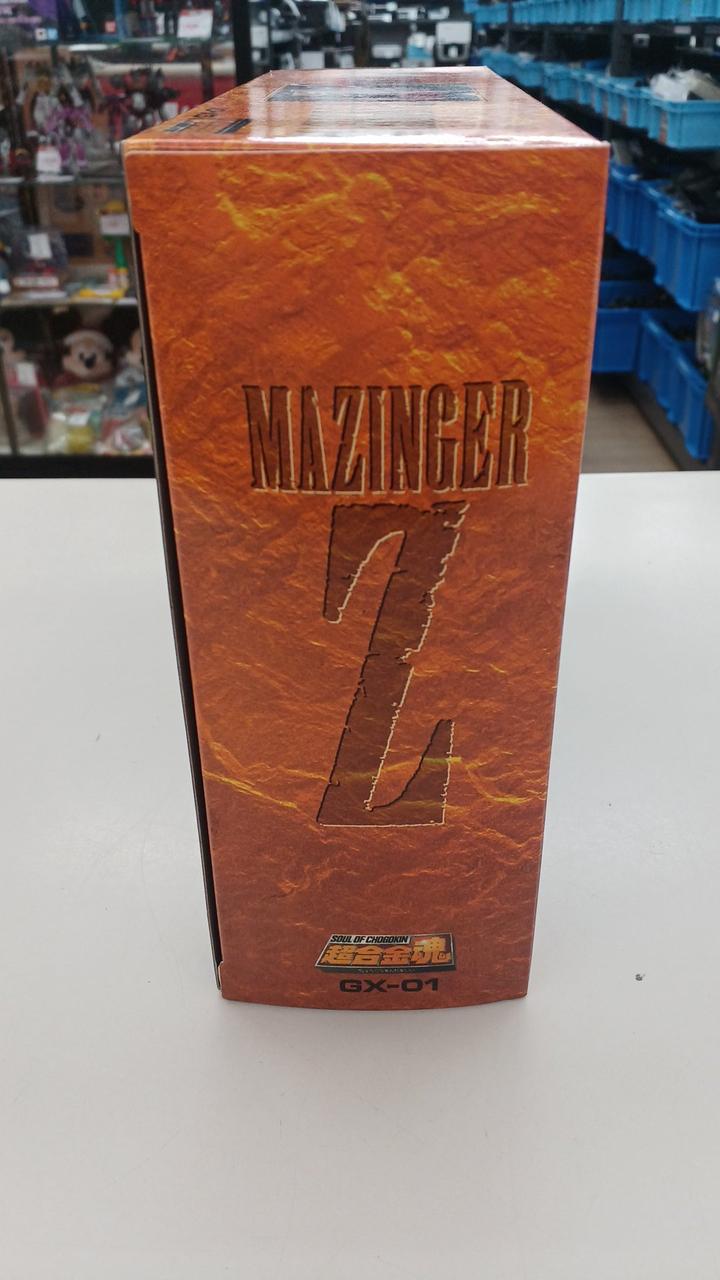 MAZINGER
Z
SOUL OF CHOGOKIN
超合金魂
GX-01